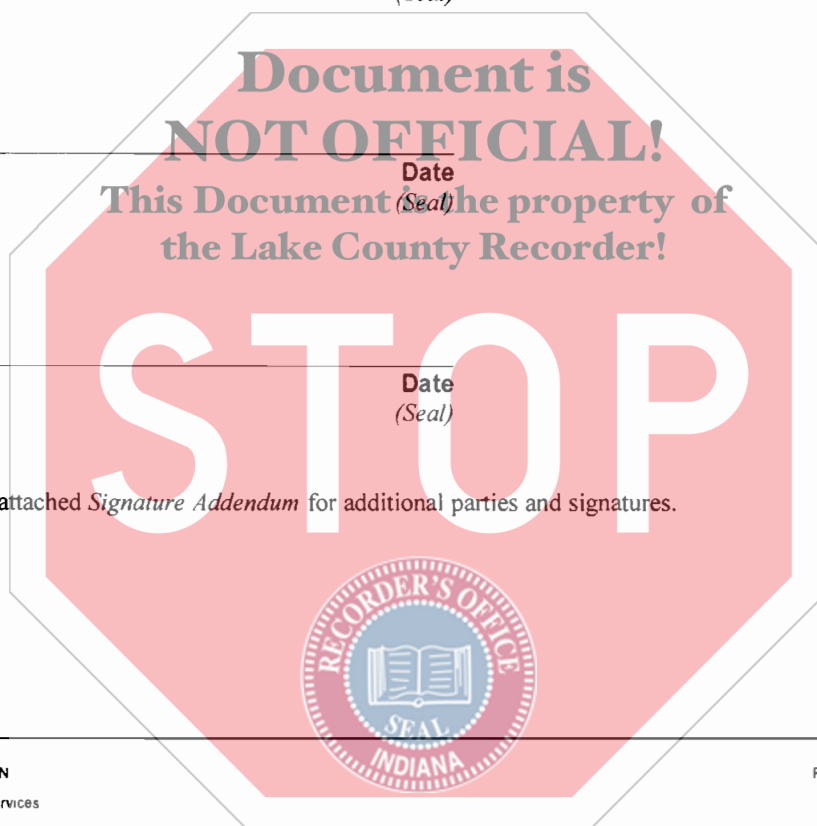 (Seal)
Document is
NOT OFFICIAL!
Date
This Document is the property of
(Seal)
the Lake County Recorder!
STOP
Date
(Seal)
attached Signature Addendum for additional parties and signatures.
RECORDER'S OFFICE
SEAL
INDIANA
N
rvices